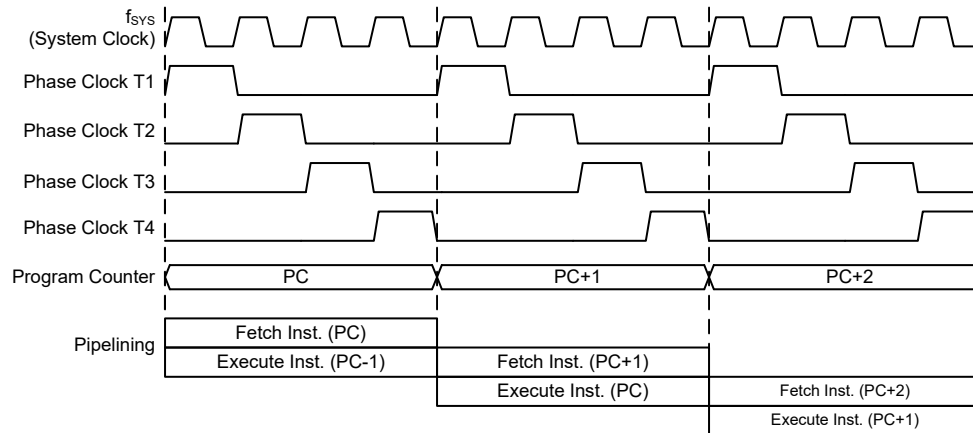 fSYS
(System Clock)
Phase Clock T1
Phase Clock T2
Phase Clock T3
Phase Clock T4
Program Counter PC PC+1 PC+2
Pipelining
Fetch Inst. (PC)
Execute Inst. (PC-1) Fetch Inst. (PC+1)
Execute Inst. (PC) Fetch Inst. (PC+2)
Execute Inst. (PC+1)